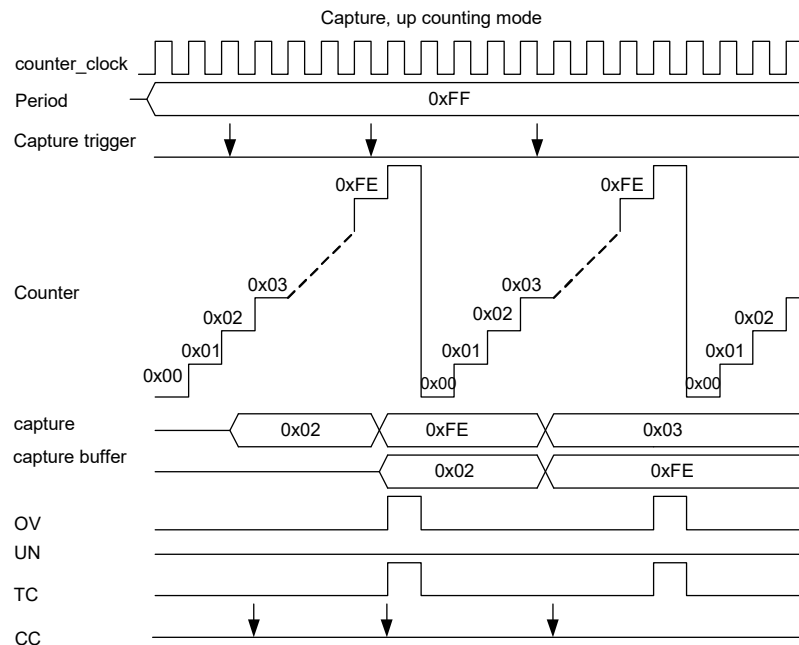 Capture, up counting mode
counter_clock
Period
0xFF
Capture trigger
0xFE
0xFE
Counter
0x03
0x03
0x02
0x02
0x02
0x01
0x01
0x01
0x00
0x00
0x00
capture
0x02
0xFE
0x03
capture buffer
0x02
0xFE
OV
UN
TC
CC